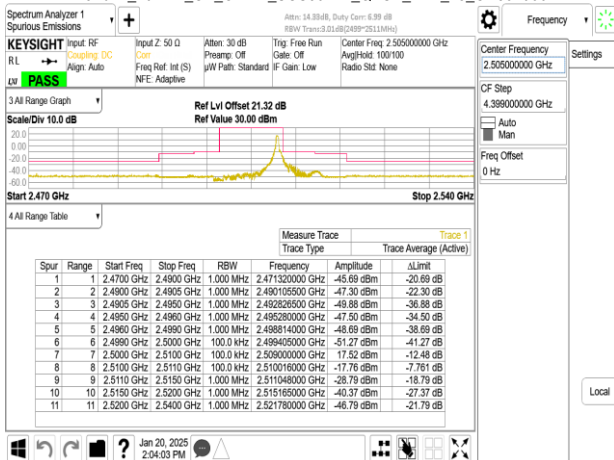 Spectrum Analyzer 1
Spurious Emissions
Attn: 14.88dB, Duty Corr: 6.99 dB
RBW Trans:3.01dB(2499~2511MHz)
Frequency
KEYSIGHT
RL
LXI
PASS
Input: RF
Coupling: DC
Align: Auto
Input Z: 50 Ω
Corr
Freq Ref: Int (S)
NFE: Adaptive
Atten: 30 dB
Preamp: Off
µW Path: Standard
Trig: Free Run
Gate: Off
IF Gain: Low
Center Freq: 2.505000000 GHz
Avg|Hold: 100/100
Radio Std: None
Center Frequency
2.505000000 GHz
Settings
CF Step
4.399000000 GHz
Auto
Man
Freq Offset
0 Hz
Local
3 All Range Graph
Scale/Div 10.0 dB
Ref Lvl Offset 21.32 dB
Ref Value 30.00 dBm
20.0
0.00
-20.0
-40.0
-60.0
Start 2.470 GHz
Stop 2.540 GHz
4 All Range Table
Measure Trace Trace 1
Trace Type Trace Average (Active)
Spur Range Start Freq Stop Freq RBW Frequency Amplitude ΔLimit
1 1 2.4700 GHz 2.4900 GHz 1.000 MHz 2.471320000 GHz -45.69 dBm -20.69 dB
2 2 2.4900 GHz 2.4905 GHz 1.000 MHz 2.490105500 GHz -47.30 dBm -22.30 dB
3 3 2.4905 GHz 2.4950 GHz 1.000 MHz 2.492826500 GHz -49.88 dBm -36.88 dB
4 4 2.4950 GHz 2.4960 GHz 1.000 MHz 2.495280000 GHz -47.50 dBm -34.50 dB
5 5 2.4960 GHz 2.4990 GHz 1.000 MHz 2.498814000 GHz -48.69 dBm -38.69 dB
6 6 2.4990 GHz 2.5000 GHz 100.0 kHz 2.499405000 GHz -51.27 dBm -41.27 dB
7 7 2.5000 GHz 2.5100 GHz 100.0 kHz 2.509000000 GHz 17.52 dBm -12.48 dB
8 8 2.5100 GHz 2.5110 GHz 100.0 kHz 2.510016000 GHz -17.76 dBm -7.761 dB
9 9 2.5110 GHz 2.5150 GHz 1.000 MHz 2.511048000 GHz -28.79 dBm -18.79 dB
10 10 2.5150 GHz 2.5200 GHz 1.000 MHz 2.515165000 GHz -40.37 dBm -27.37 dB
11 11 2.5200 GHz 2.5400 GHz 1.000 MHz 2.521780000 GHz -46.79 dBm -21.79 dB
Jan 20, 2025
2:04:03 PM